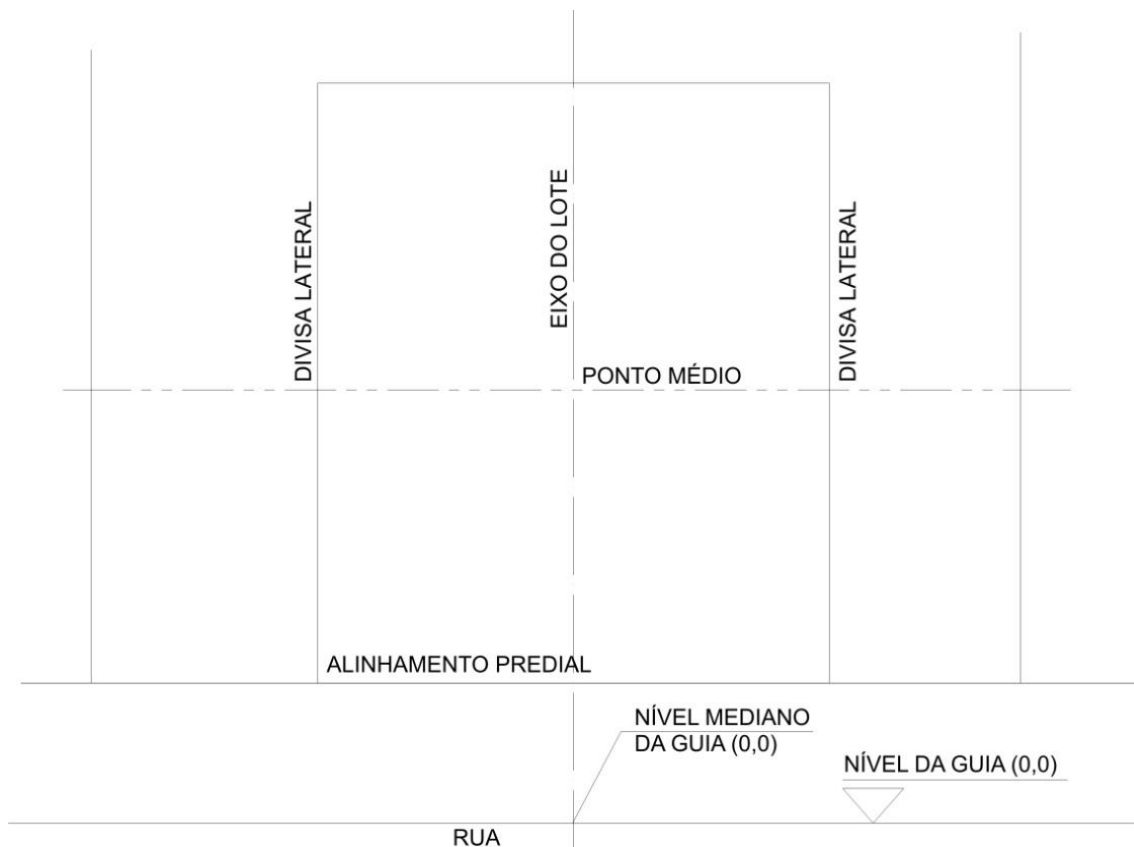 DIVISA LATERAL
EIXO DO LOTE
DIVISA LATERAL
PONTO MÉDIO
ALINHAMENTO PREDIAL
NÍVEL MEDIANO
DA GUIA (0,0)
NÍVEL DA GUIA (0,0)
RUA